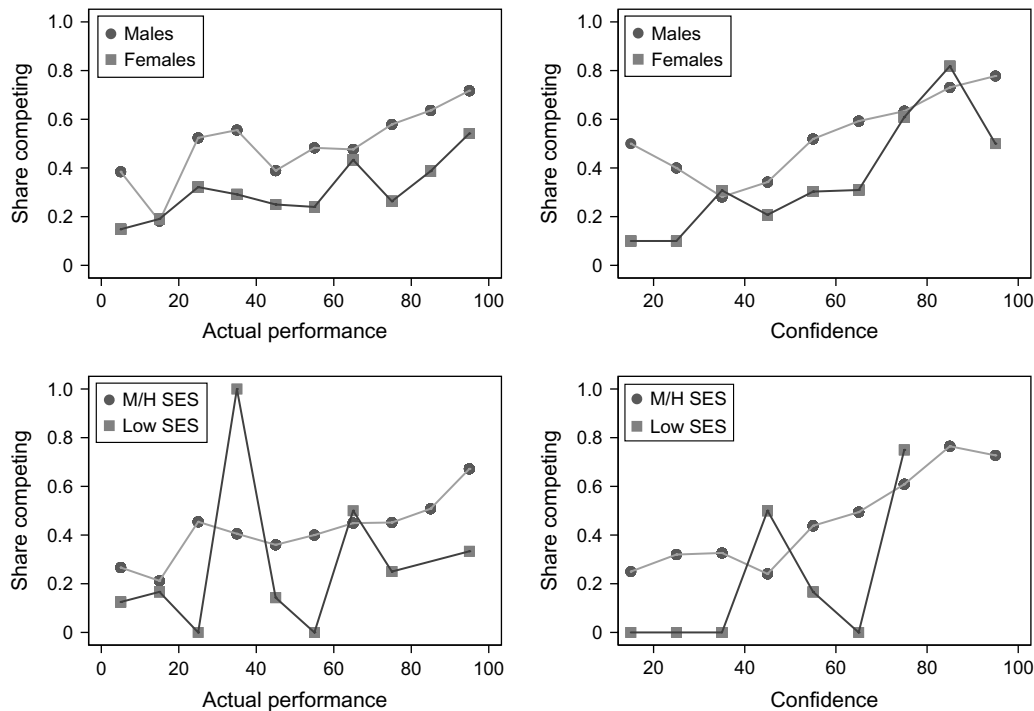 1.0
0.8
0.6
0.4
0.2
0
Share competing
Males
Females
0 20 40 60 80 100
Actual performance
1.0
0.8
0.6
0.4
0.2
0
Share competing
Males
Females
20 40 60 80 100
Confidence
1.0
0.8
0.6
0.4
0.2
0
Share competing
M/H SES
Low SES
0 20 40 60 80 100
Actual performance
1.0
0.8
0.6
0.4
0.2
0
Share competing
M/H SES
Low SES
20 40 60 80 100
Confidence